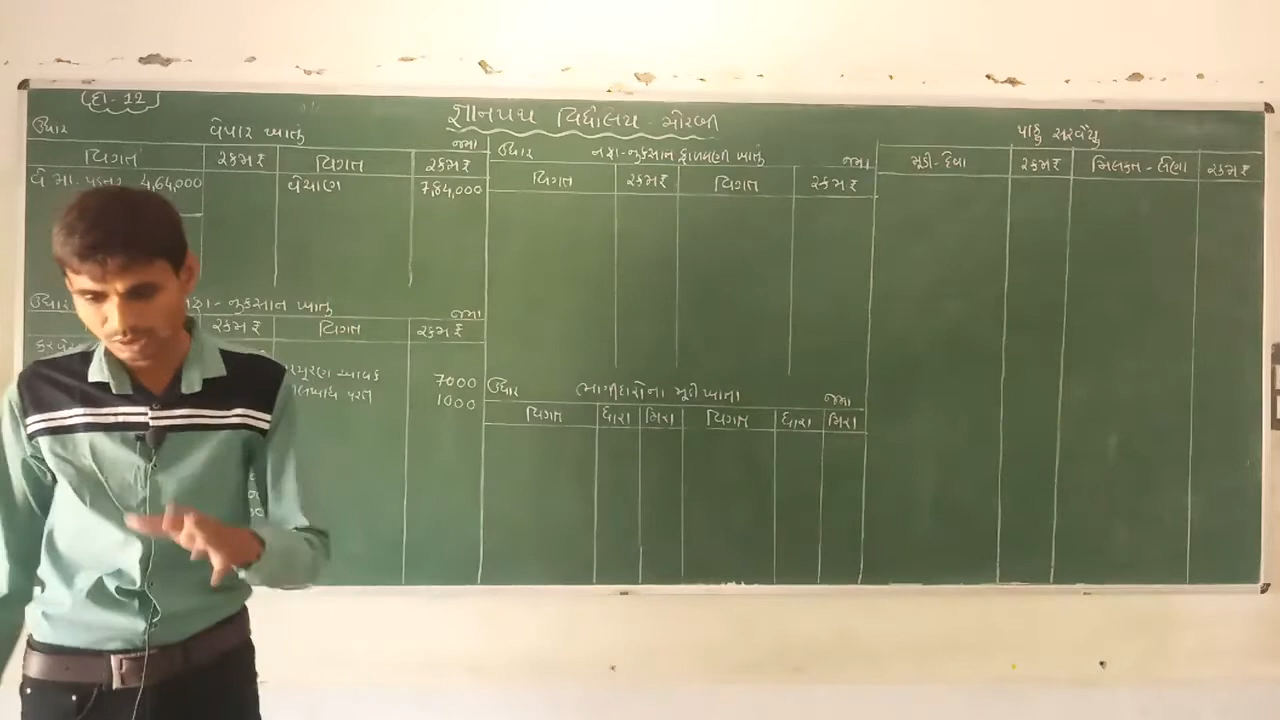 દા - 12
જ્ઞાનપથ વિદ્યાલય - મોરબી
ઉધાર વેપાર ખાતું જમા
વિગત રકમ ₹ વિગત રકમ ₹
વે. મા. પડતર 4,64,000 વેચાણ 7,84,000
ઉધાર નુકસાન ખાતું જમા
રકમ ₹ વિગત રકમ ₹
આવક 7000
પરત 1000
ઉધાર નફા-નુકસાન ફાળવણી ખાતું જમા
વિગત રકમ ₹ વિગત રકમ ₹
ઉધાર ભાગીદારોના મૂડી ખાતા જમા
વિગત ધારા મિરા વિગત ધારા મિરા
પાકું સરવૈયું
મૂડી-દેવા રકમ ₹ મિલકત - લેણા રકમ ₹